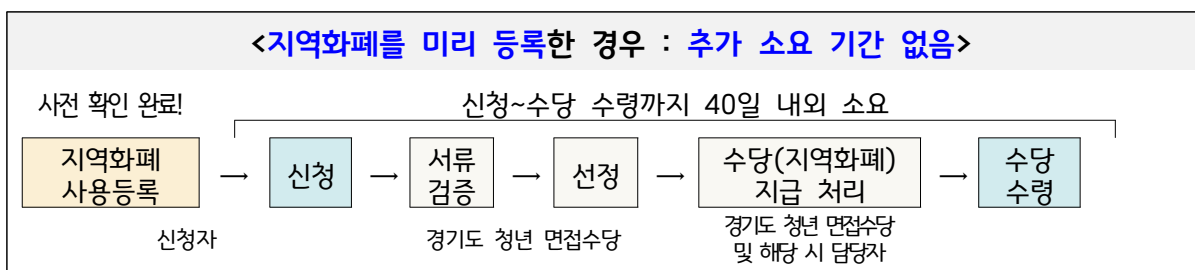 <지역화폐를 미리 등록한 경우 : 추가 소요 기간 없음>
사전 확인 완료!
신청~수당 수령까지 40일 내외 소요
지역화폐
사용등록
→
신청
→
서류
검증
→
선정
→
수당(지역화폐)
지급 처리
→
수당
수령
신청자
경기도 청년 면접수당
경기도 청년 면접수당
및 해당 시 담당자